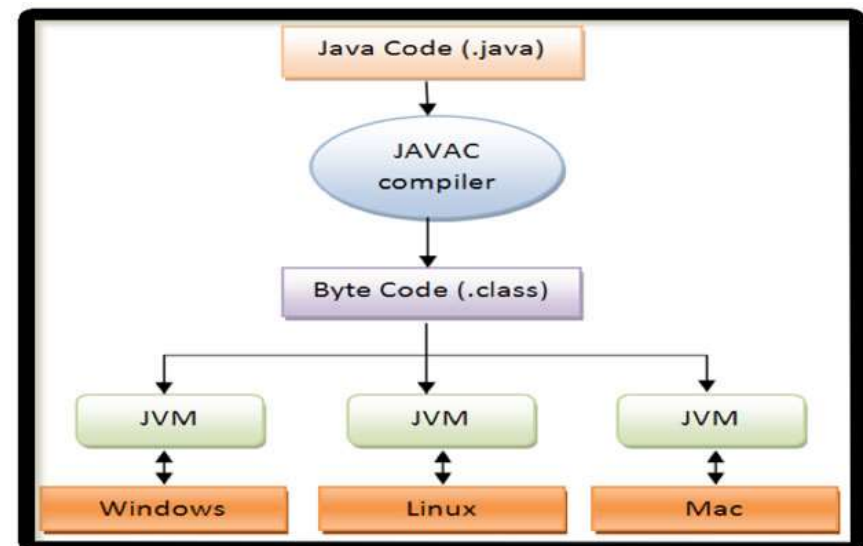 Java Code (.java)
JAVAC
compiler
Byte Code (.class)
JVM
JVM
JVM
Windows
Linux
Mac